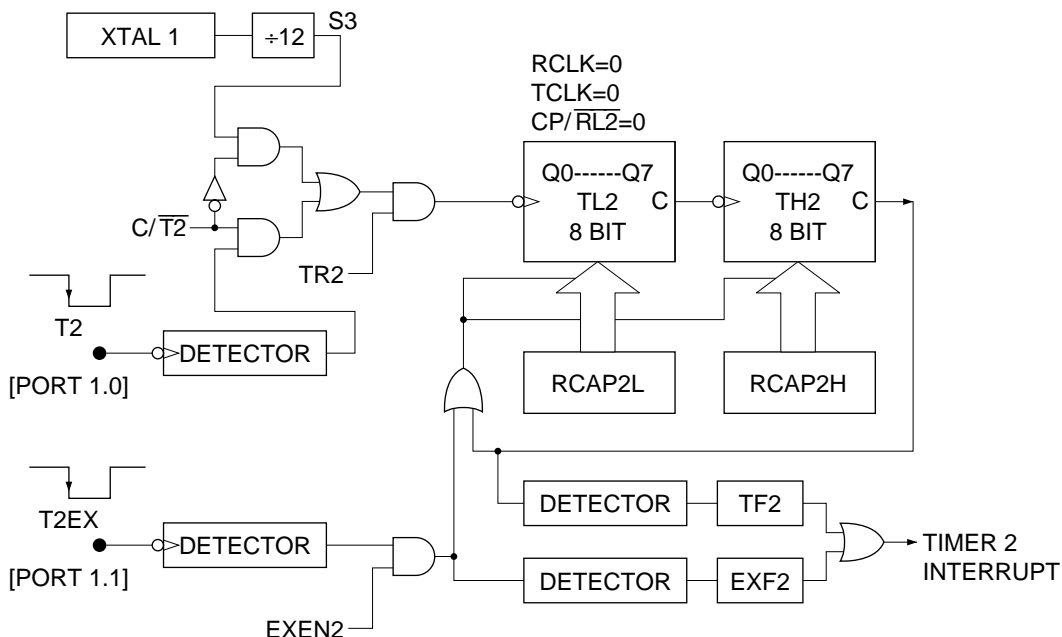 S3
XTAL 1
÷12
RCLK=0
TCLK=0
CP/R̅L̅2̅=0
Q0------Q7
TL2
C
8 BIT
Q0------Q7
TH2
C
8 BIT
C/T̅2̅
TR2
T2
DETECTOR
[PORT 1.0]
RCAP2L
RCAP2H
T2EX
DETECTOR
[PORT 1.1]
EXEN2
DETECTOR
TF2
DETECTOR
EXF2
TIMER 2
INTERRUPT